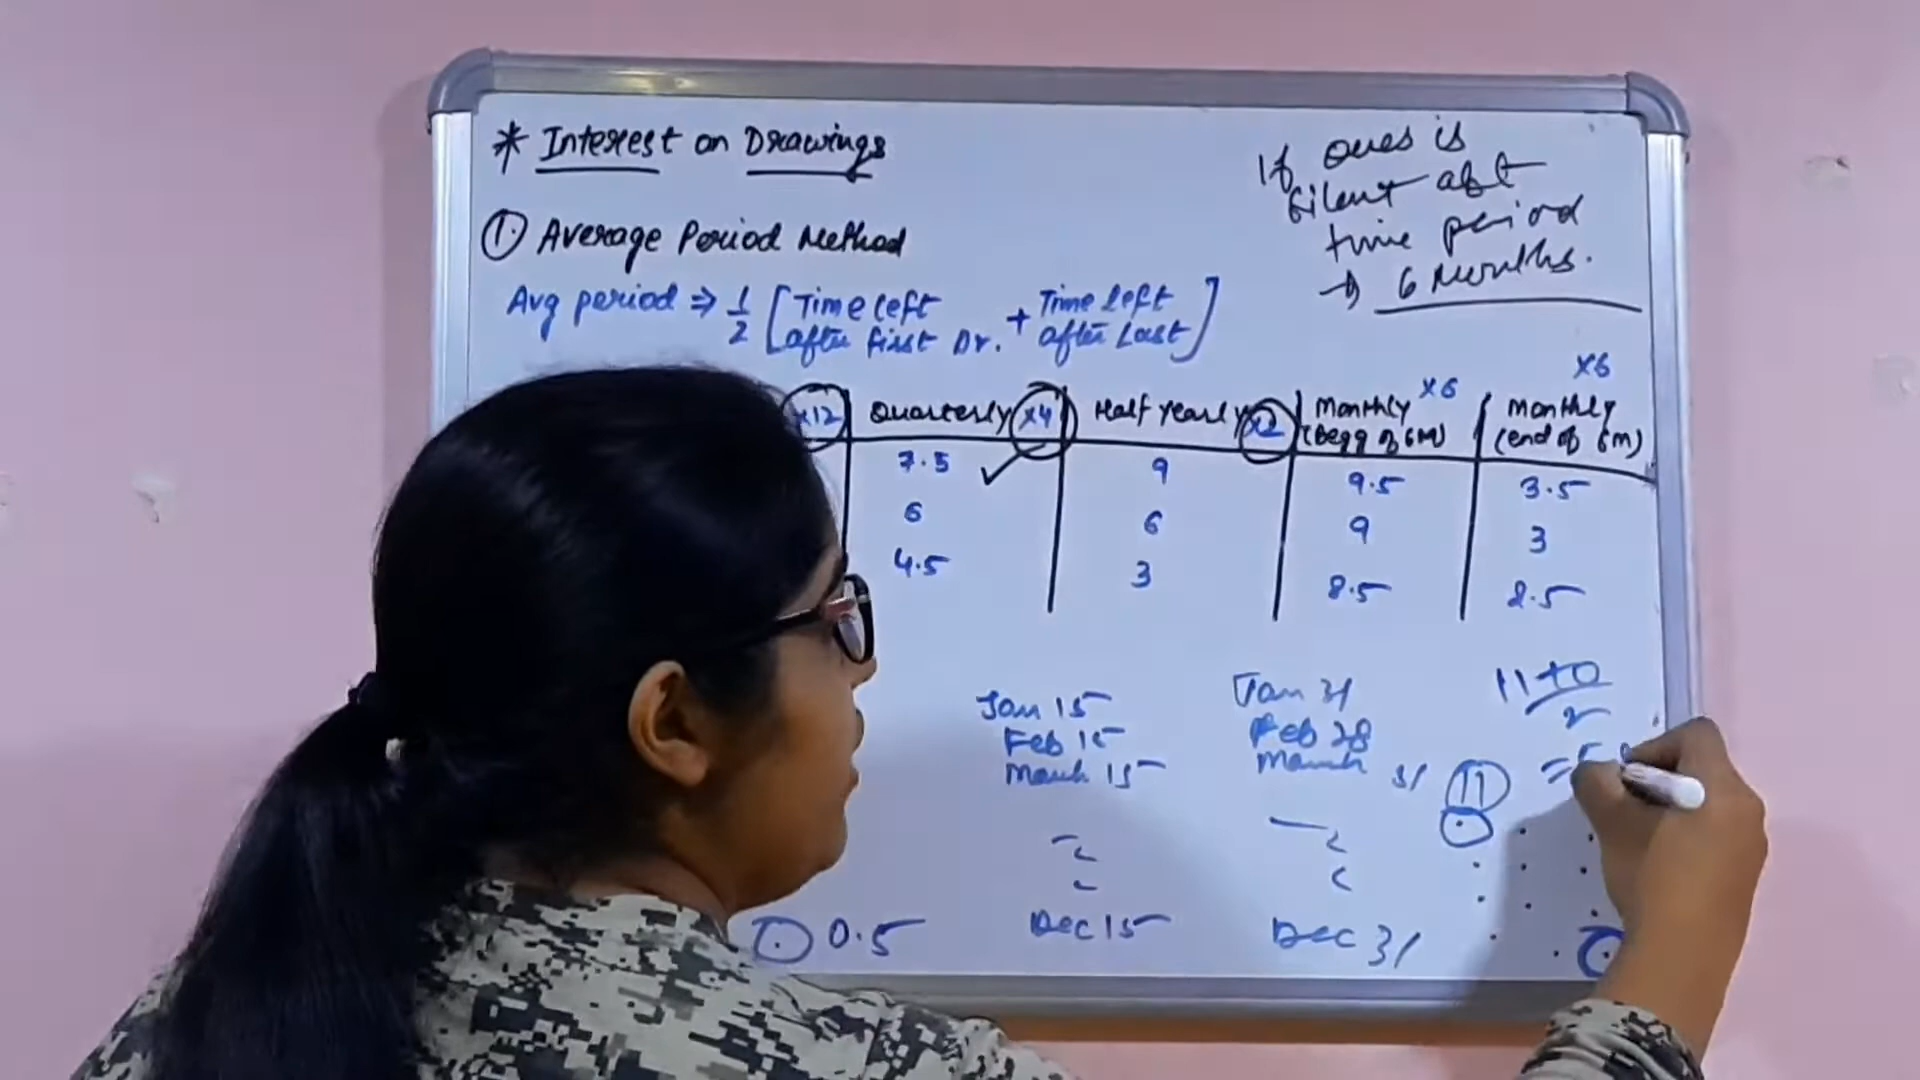 * Interest on Drawings
If Ques is
silent abt
time period
→ 6 Months.
① Average Period Method
Avg period ⇒ 1/2 [Time left after first Dr. + Time left after Last]
x12 Quarterly x4 Half Yearly x2 Monthly (Begg of 6M) x6 Monthly (end of 6M) x6
7.5 ✓ 9 9.5 3.5
6 6 9 3
4.5 3 8.5 2.5
Jan 15 Jan 31 11+0
Feb 15 Feb 28 2
March 15 March 31 11 =5
0.5 Dec 15 Dec 31